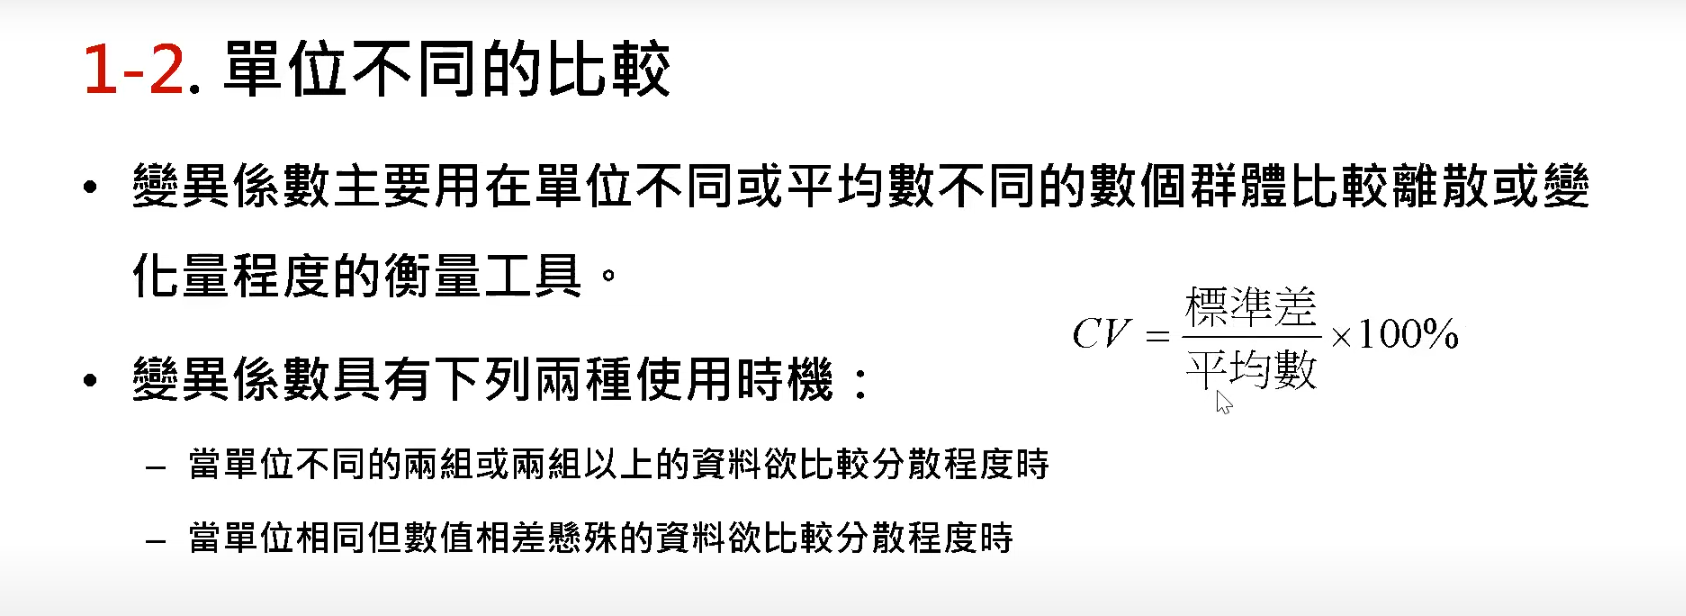 1-2. 單位不同的比較
• 變異係數主要用在單位不同或平均數不同的數個群體比較離散或變
化量程度的衡量工具。
CV = 標準差 / 平均數 ×100%
• 變異係數具有下列兩種使用時機：
– 當單位不同的兩組或兩組以上的資料欲比較分散程度時
– 當單位相同但數值相差懸殊的資料欲比較分散程度時